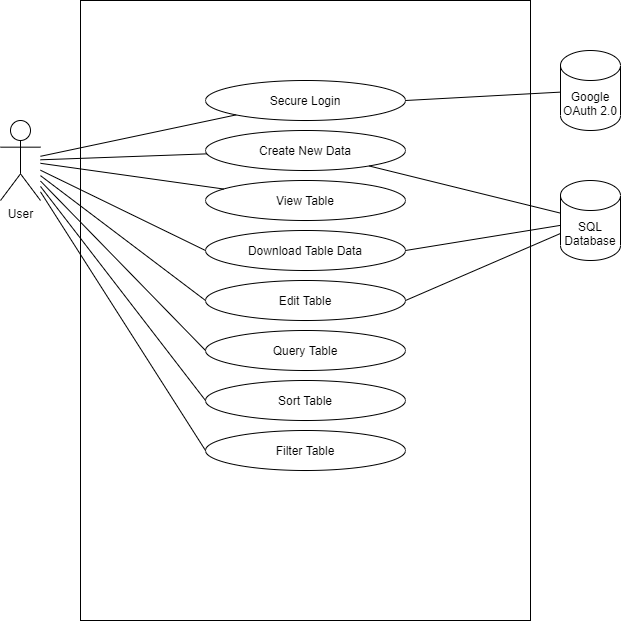 Secure Login
Google
OAuth 2.0
Create New Data
View Table
User
SQL
Database
Download Table Data
Edit Table
Query Table
Sort Table
Filter Table